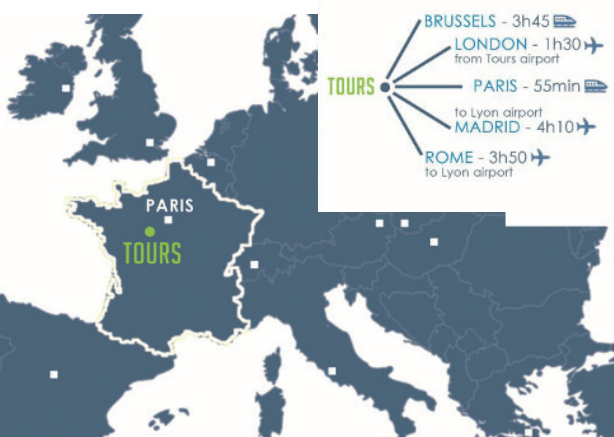 BRUSSELS - 3h45
LONDON - 1h30
from Tours airport
TOURS
PARIS - 55min
to Lyon airport
MADRID - 4h10
ROME - 3h50
to Lyon airport
PARIS
TOURS